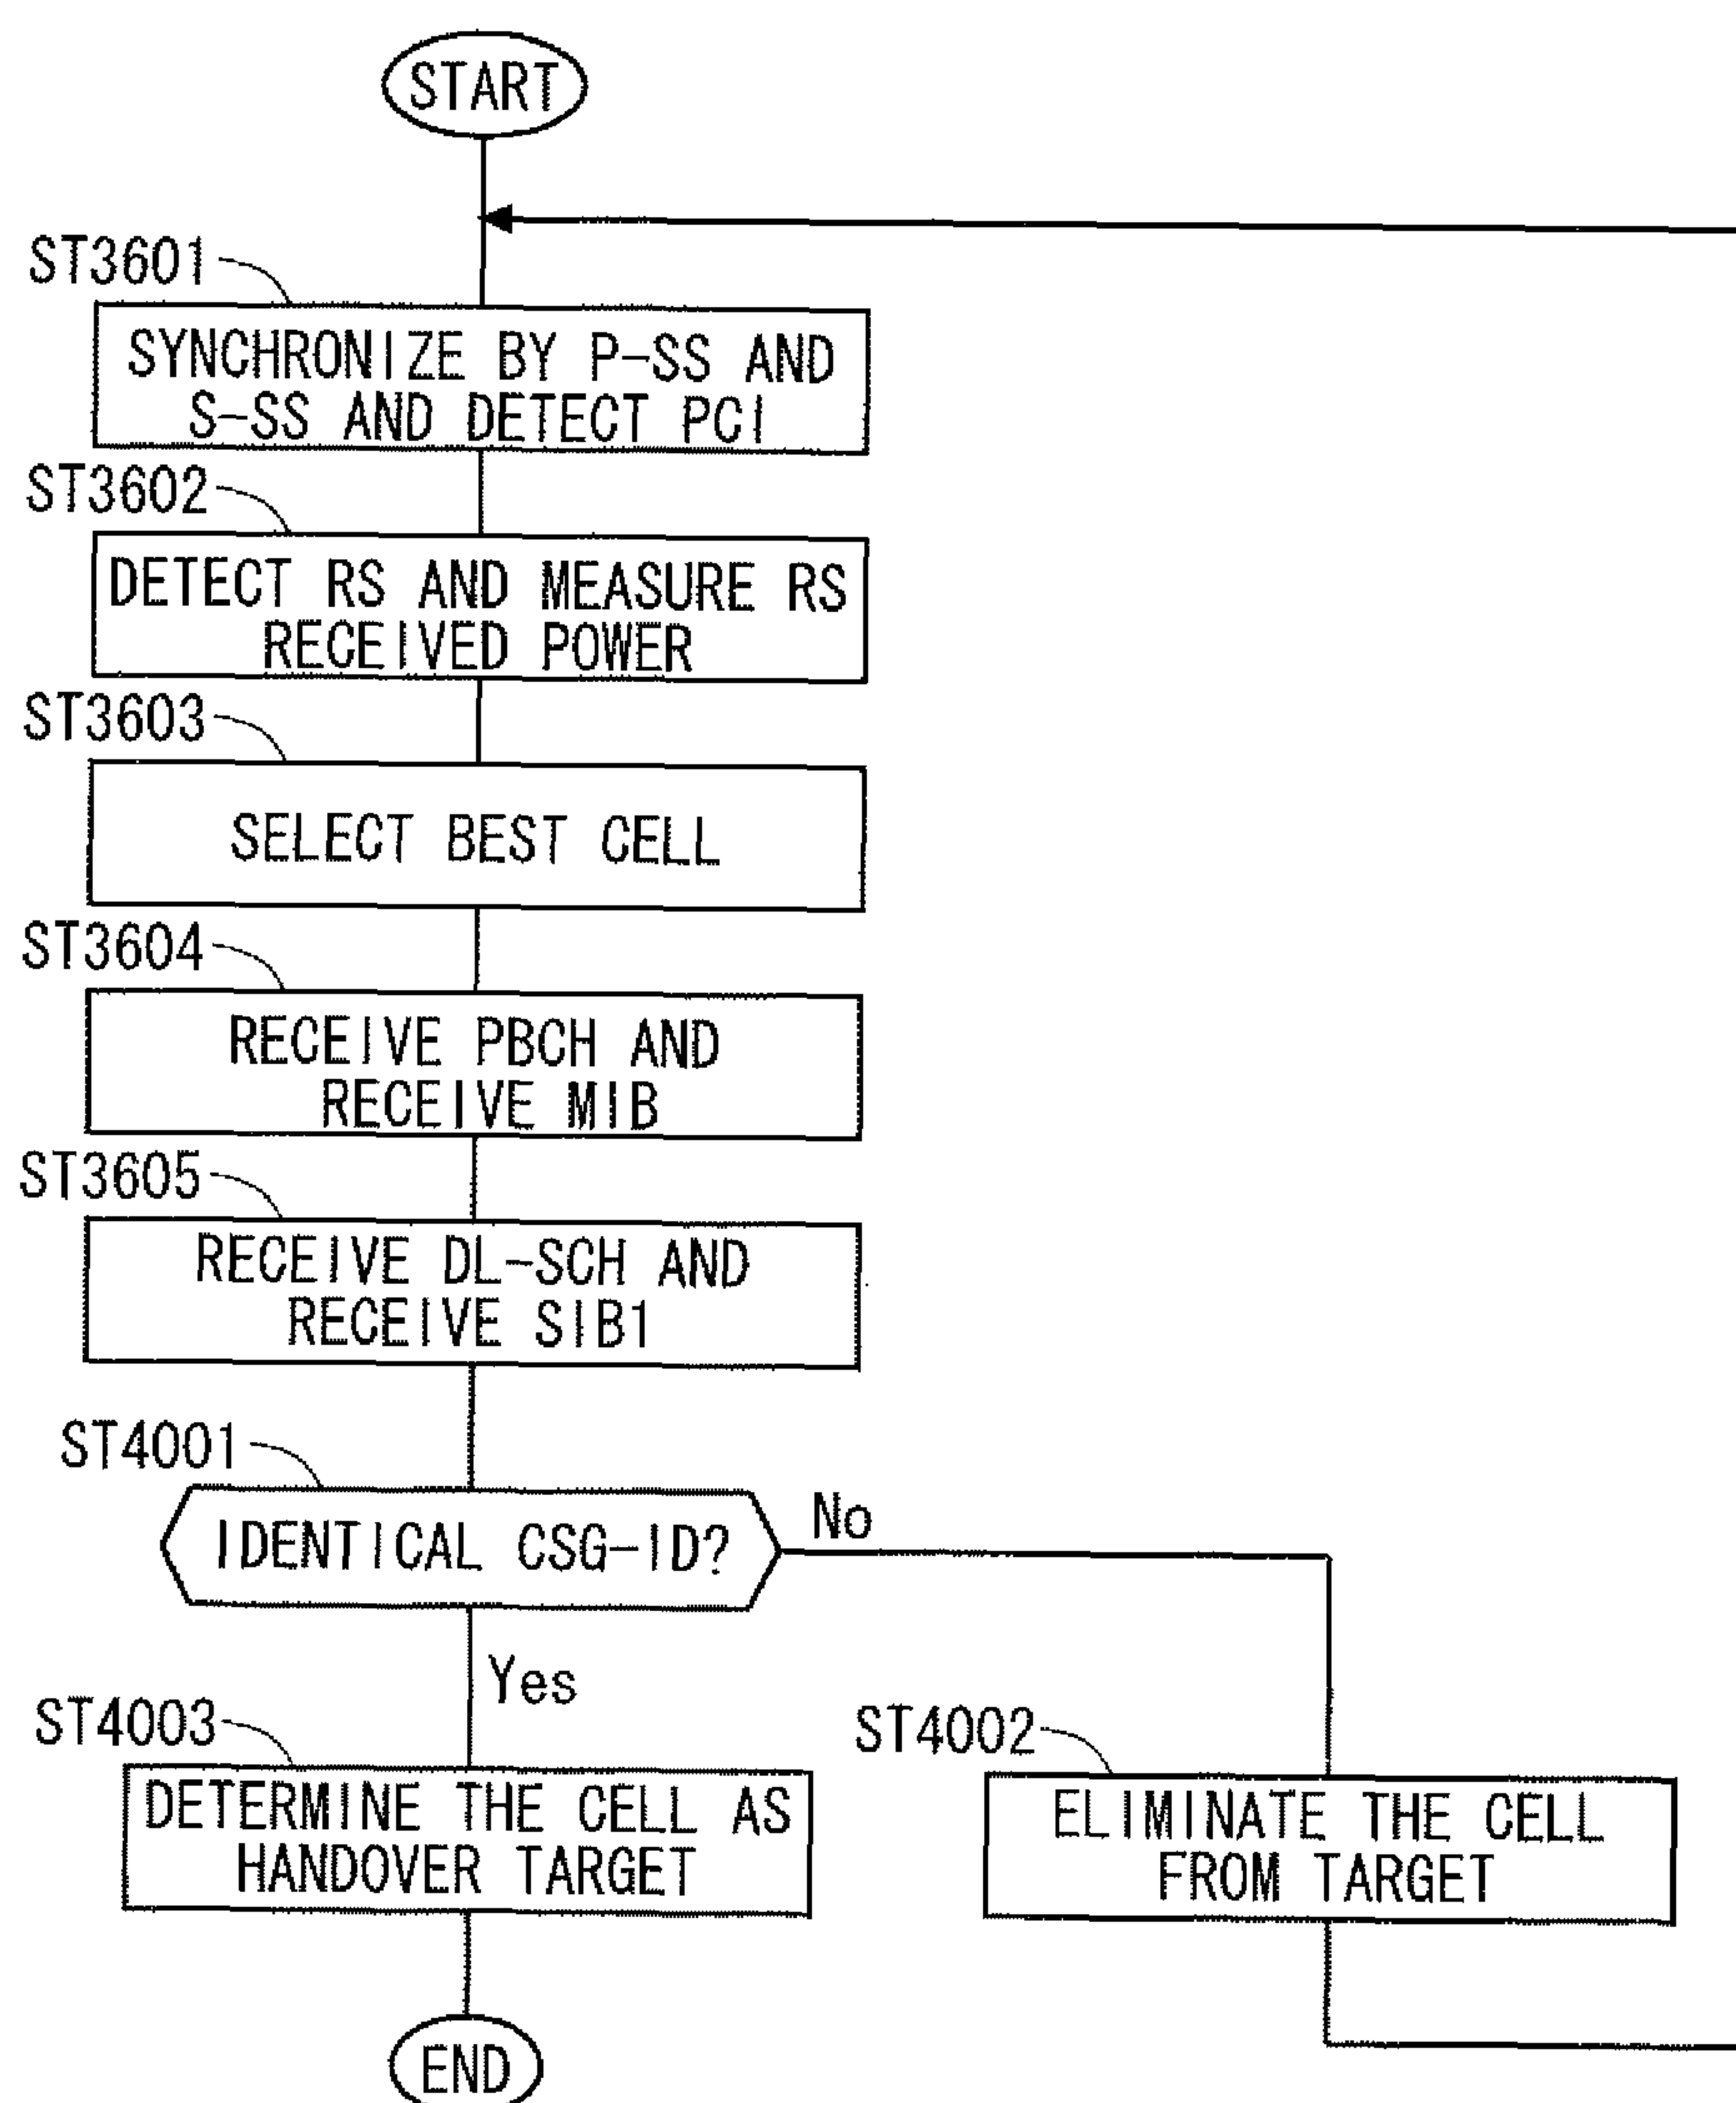 START
ST3601
SYNCHRONIZE BY P-SS AND
S-SS AND DETECT PCI
ST3602
DETECT RS AND MEASURE RS
RECEIVED POWER
ST3603
SELECT BEST CELL
ST3604
RECEIVE PBCH AND
RECEIVE MIB
ST3605
RECEIVE DL-SCH AND
RECEIVE SIB1
ST4001
IDENTICAL CSG-ID?
No
Yes
ST4003
DETERMINE THE CELL AS
HANDOVER TARGET
ST4002
ELIMINATE THE CELL
FROM TARGET
END